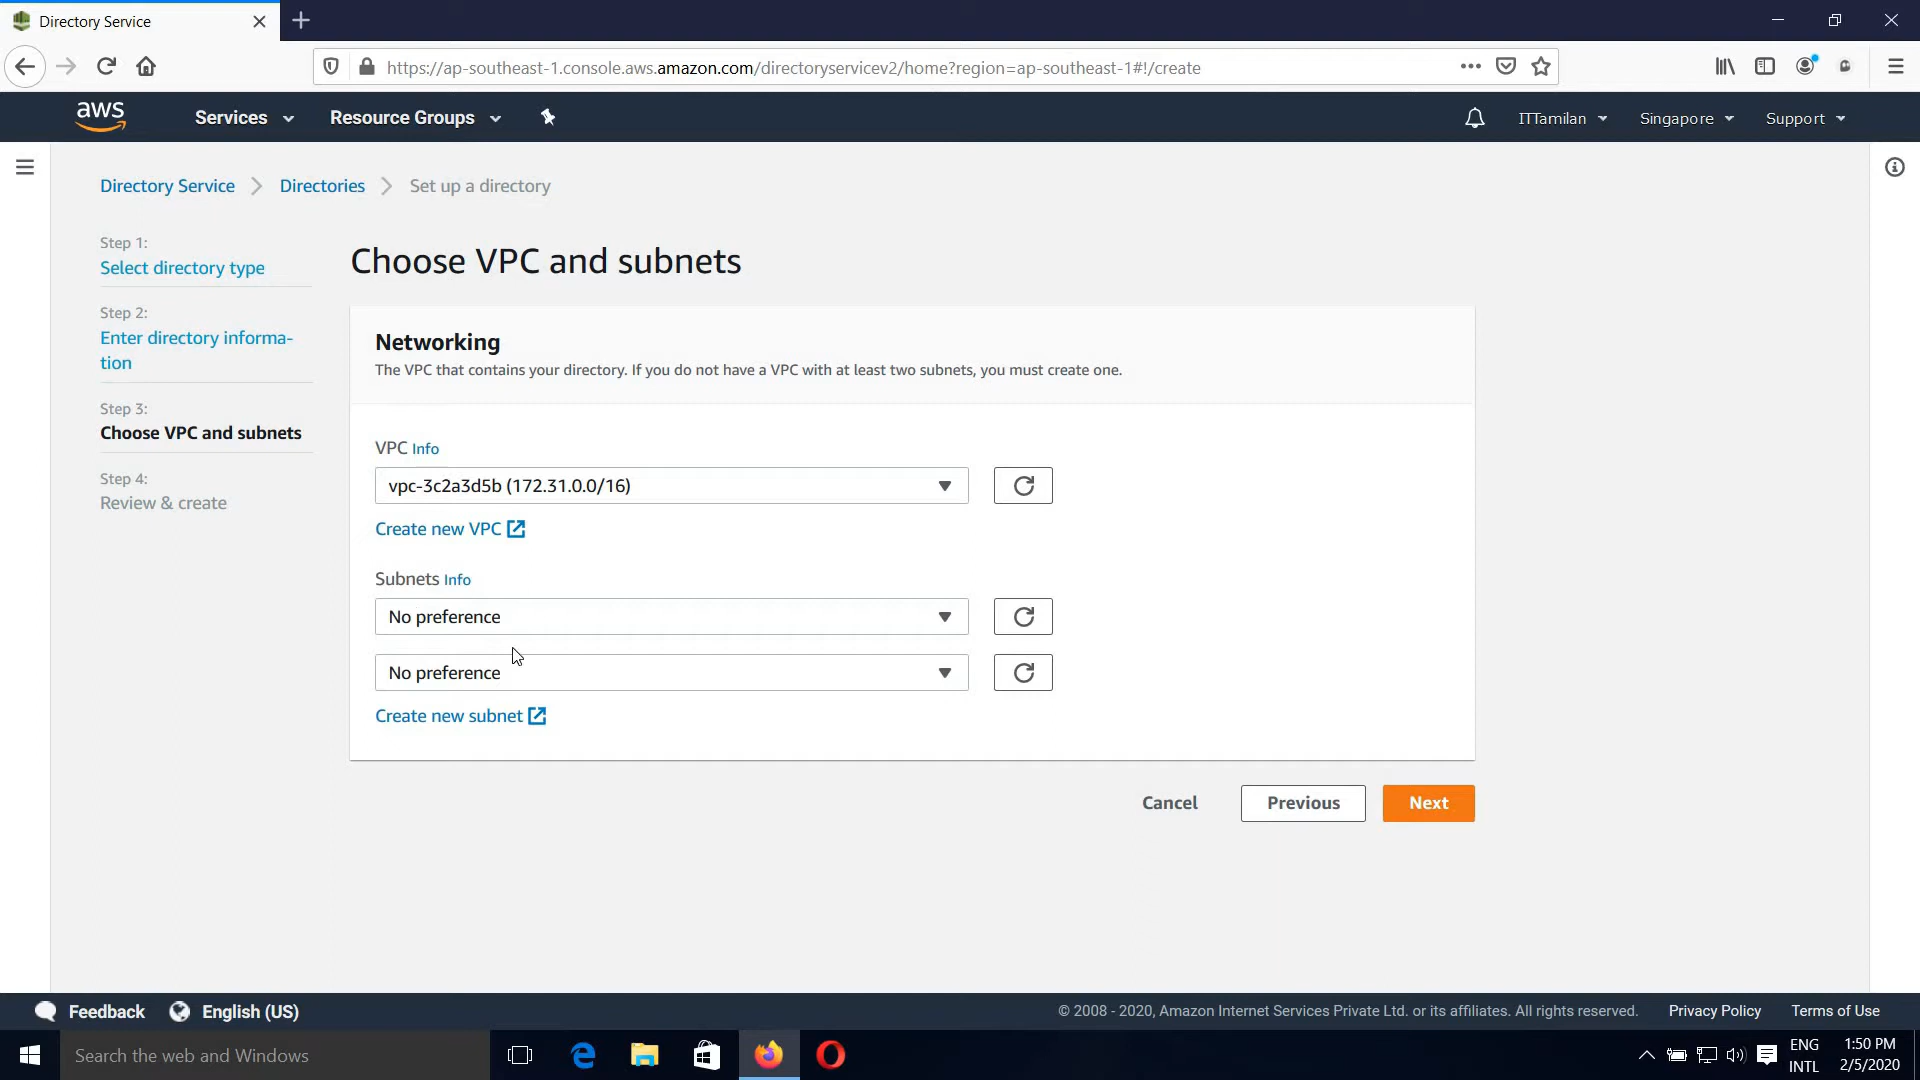 Directory Service
https://ap-southeast-1.console.aws.amazon.com/directoryservicev2/home?region=ap-southeast-1#!/create
aws
Services
Resource Groups
ITTamilan
Singapore
Support
Directory Service
Directories
Set up a directory
Step 1:
Select directory type
Step 2:
Enter directory informa-
tion
Step 3:
Choose VPC and subnets
Step 4:
Review & create
Choose VPC and subnets
Networking
The VPC that contains your directory. If you do not have a VPC with at least two subnets, you must create one.
VPC Info
vpc-3c2a3d5b (172.31.0.0/16)
Create new VPC
Subnets Info
No preference
No preference
Create new subnet
Cancel
Previous
Next
Feedback
English (US)
© 2008 - 2020, Amazon Internet Services Private Ltd. or its affiliates. All rights reserved.
Privacy Policy
Terms of Use
Search the web and Windows
ENG
INTL
1:50 PM
2/5/2020